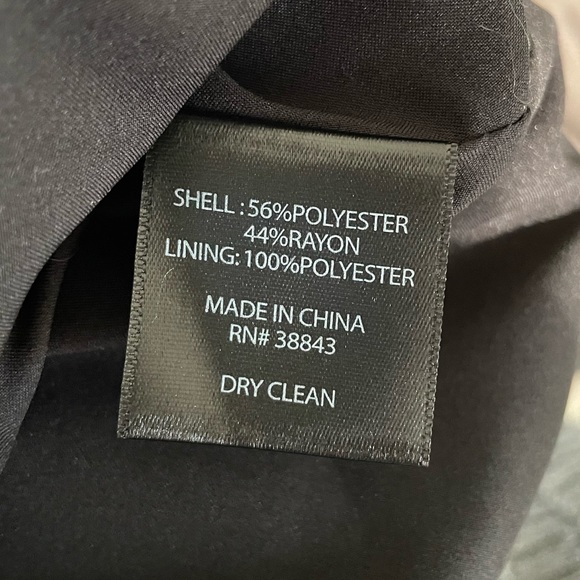 SHELL : 56%POLYESTER
44%RAYON
LINING: 100%POLYESTER
MADE IN CHINA
RN# 38843
DRY CLEAN